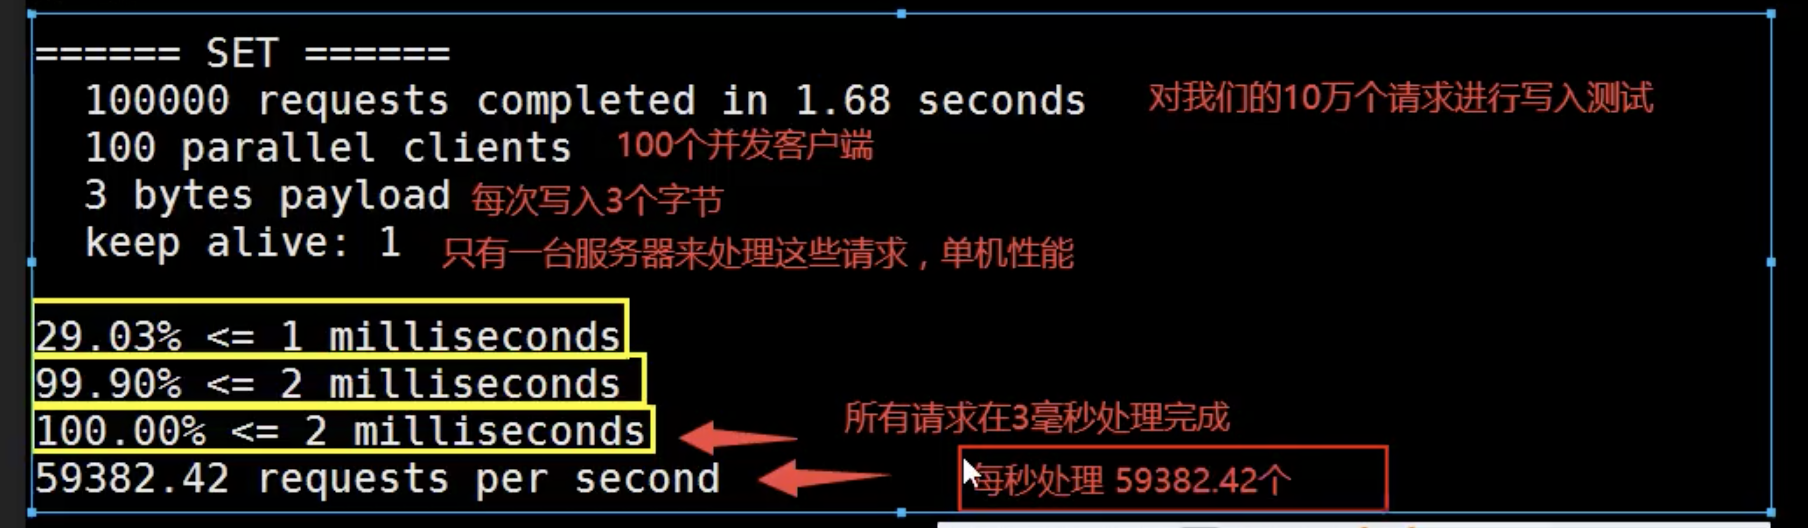 ====== SET ======
100000 requests completed in 1.68 seconds 对我们的10万个请求进行写入测试
100 parallel clients 100个并发客户端
3 bytes payload 每次写入3个字节
keep alive: 1 只有一台服务器来处理这些请求，单机性能
29.03% <= 1 milliseconds
99.90% <= 2 milliseconds
100.00% <= 2 milliseconds 所有请求在3毫秒处理完成
59382.42 requests per second 每秒处理 59382.42个